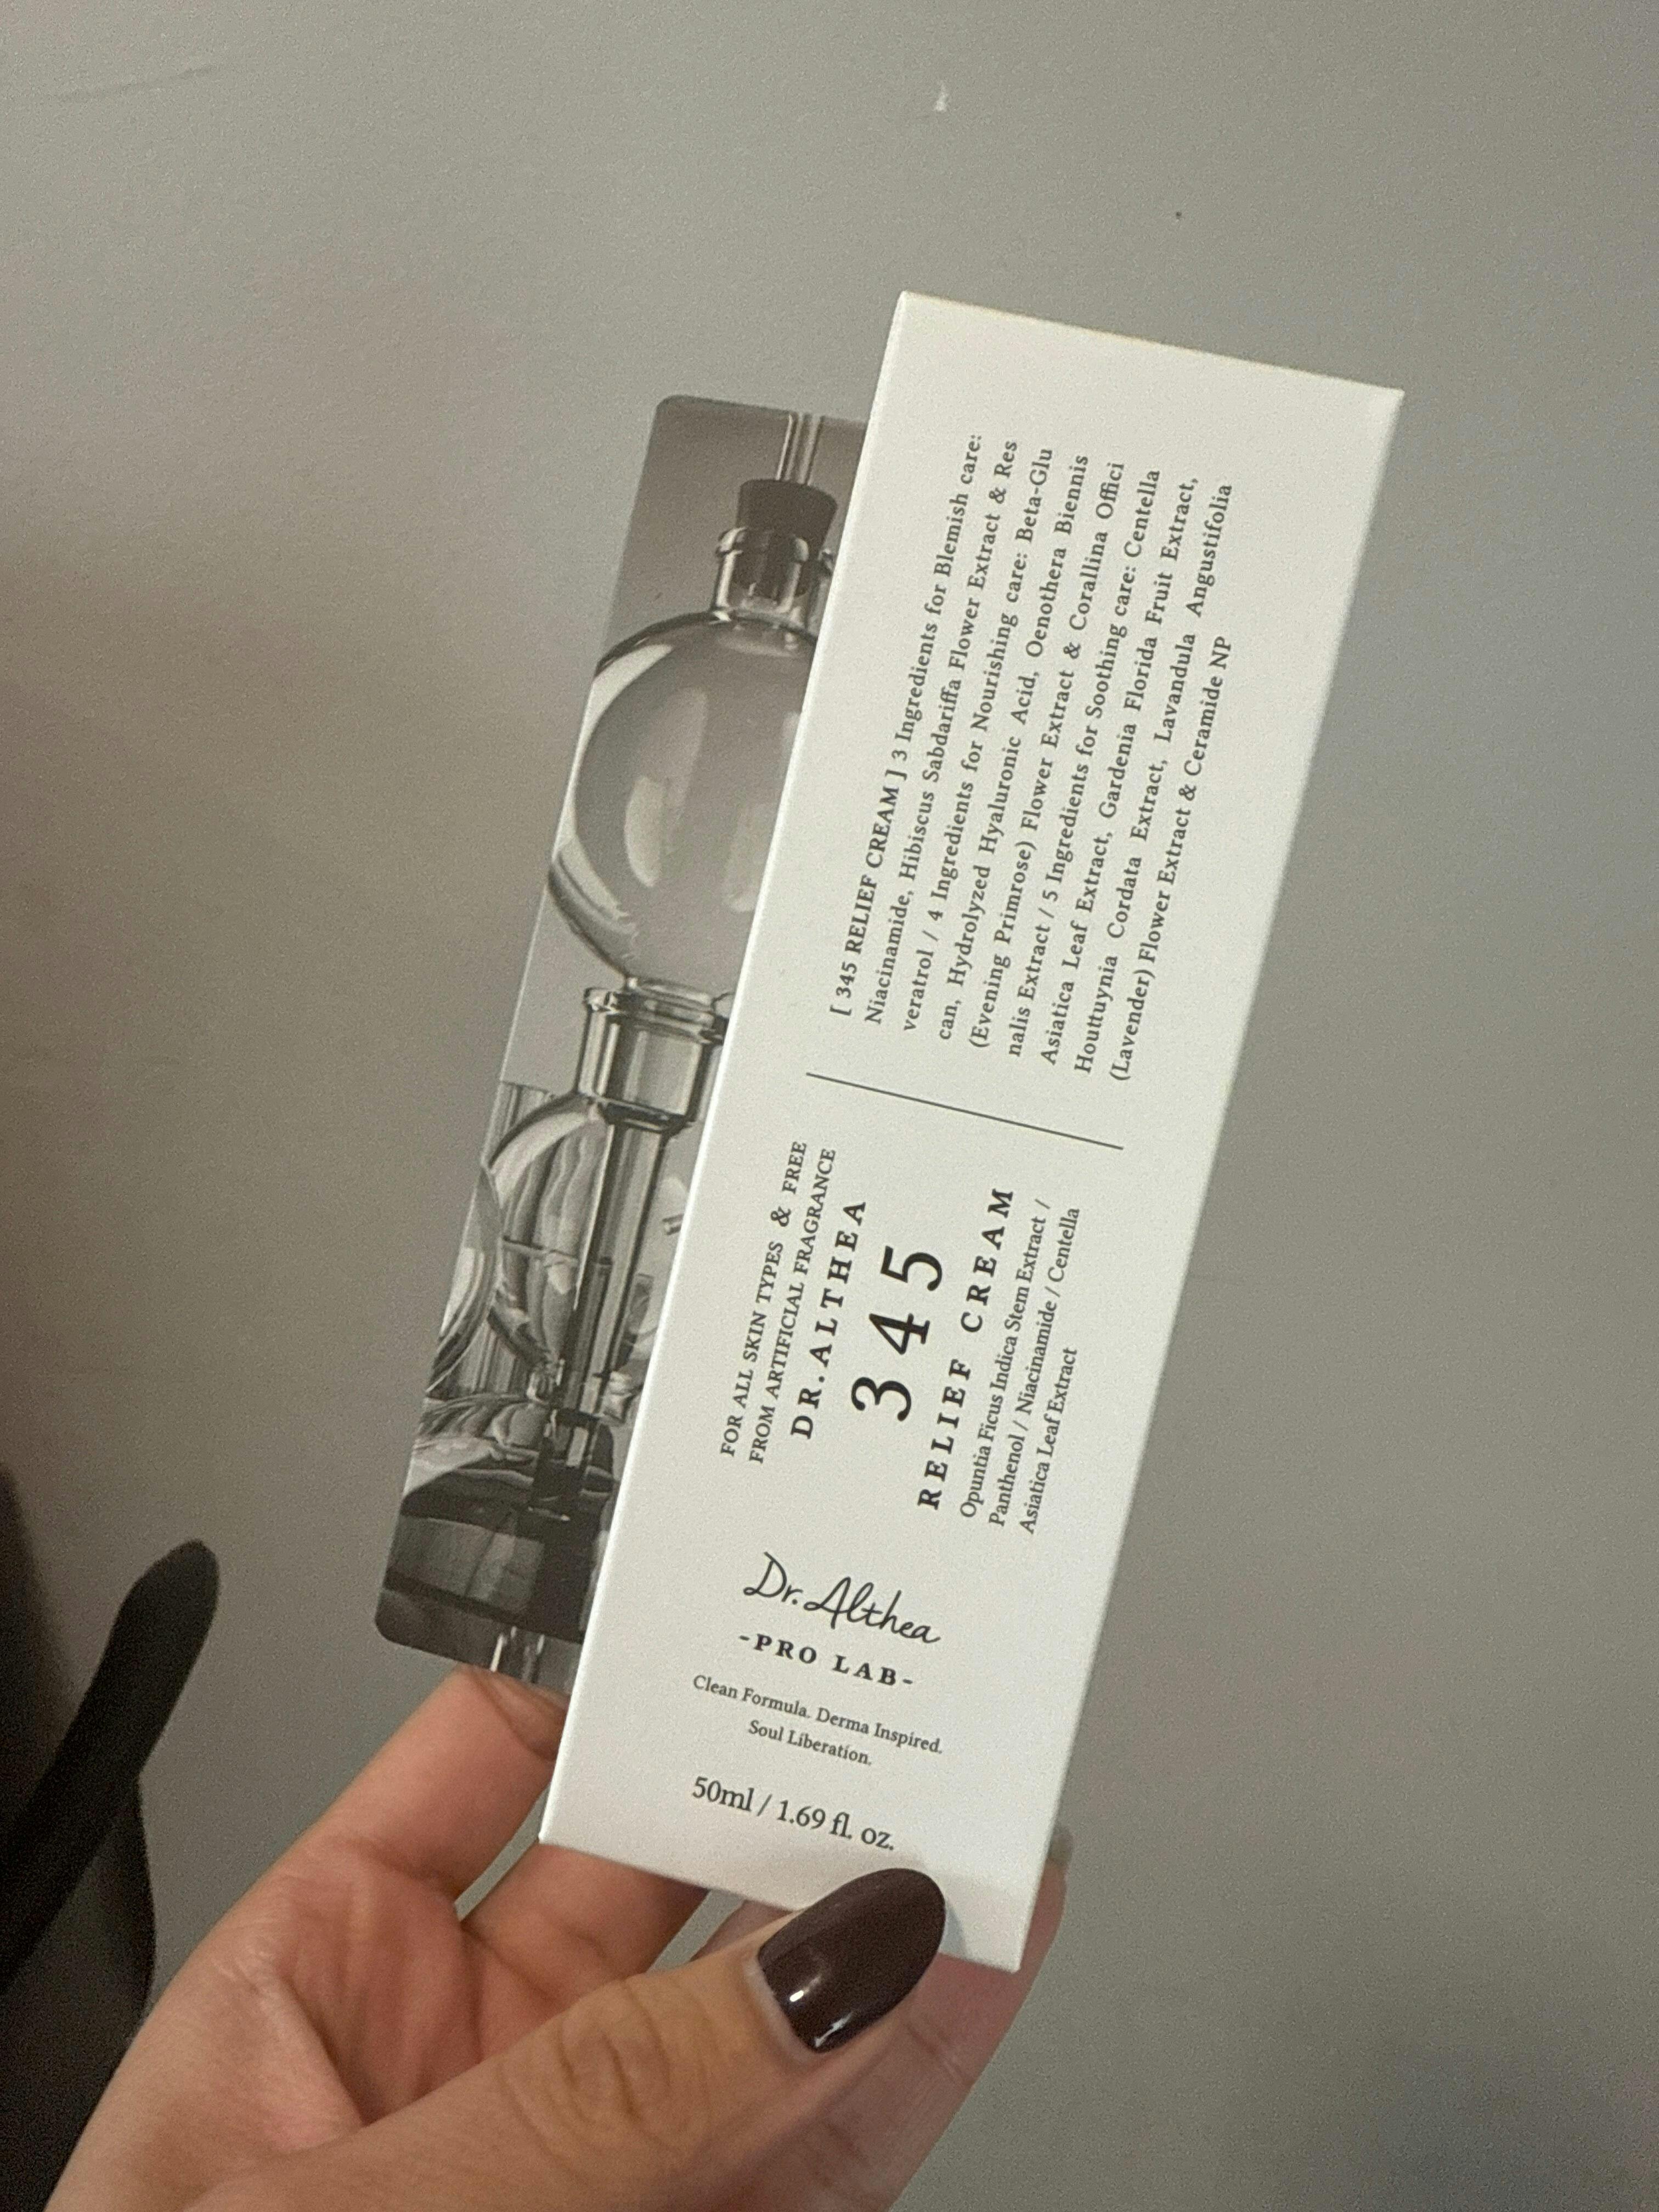 [ 345 RELIEF CREAM ] 3 Ingredients for Blemish care:
Niacinamide, Hibiscus Sabdariffa Flower Extract & Res
veratrol / 4 Ingredients for Nourishing care: Beta-Glu
can, Hydrolyzed Hyaluronic Acid, Oenothera Biennis
(Evening Primrose) Flower Extract & Corallina Offici
nalis Extract / 5 Ingredients for Soothing care: Centella
Asiatica Leaf Extract, Gardenia Florida Fruit Extract,
Houttuynia Cordata Extract, Lavandula Angustifolia
(Lavender) Flower Extract & Ceramide NP
FOR ALL SKIN TYPES & FREE
FROM ARTIFICIAL FRAGRANCE
DR.ALTHEA
345
RELIEF CREAM
Opuntia Ficus Indica Stem Extract /
Panthenol / Niacinamide / Centella
Asiatica Leaf Extract
Dr.Althea
-PRO LAB-
Clean Formula. Derma Inspired.
Soul Liberation.
50ml / 1.69 fl. oz.